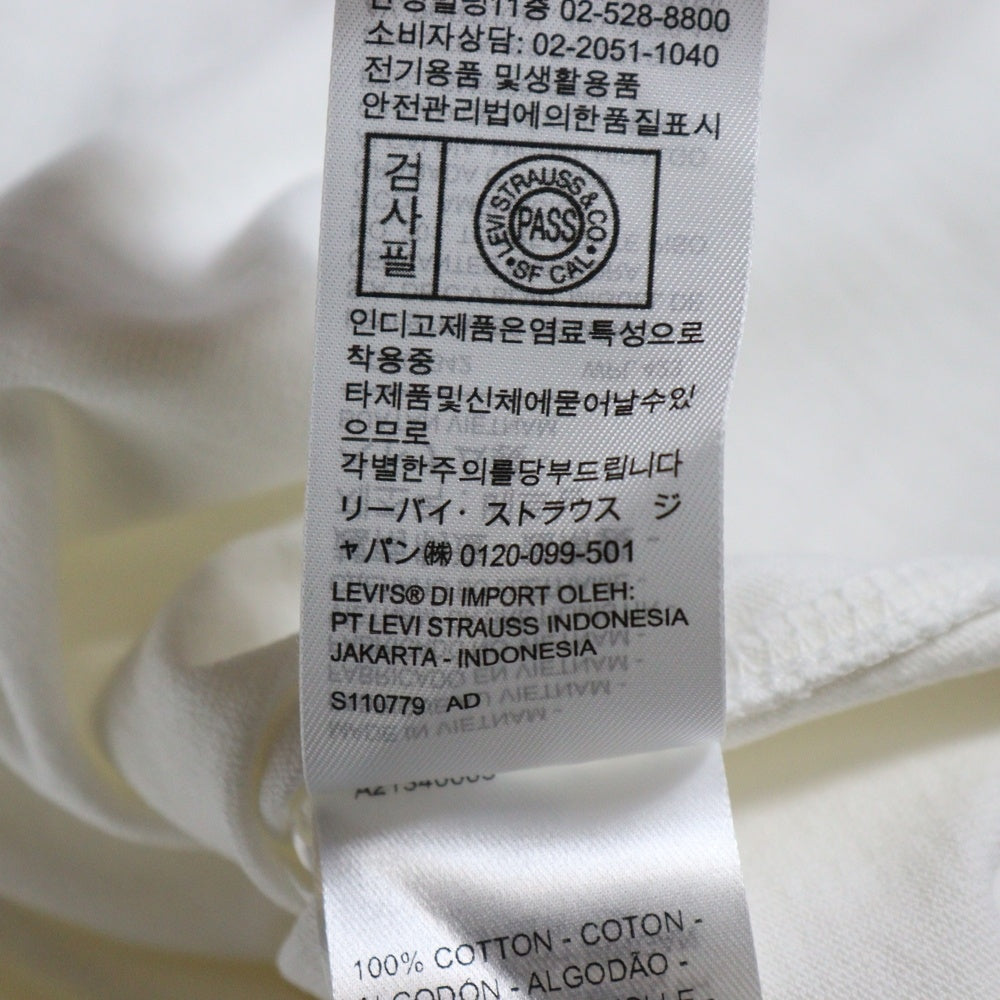 02-528-8800
소비자상담: 02-2051-1040
전기용품 및생활용품
안전관리법에의한품질표시
검사필
LEVI STRAUSS & CO
PASS
SF CAL
인디고제품은염료특성으로
착용중
타제품및신체에묻어날수있
으므로
각별한주의를당부드립니다
リーバイ・ストラウス ジ
ャパン㈱ 0120-099-501
LEVI'S® DI IMPORT OLEH:
PT LEVI STRAUSS INDONESIA
JAKARTA - INDONESIA
S110779 AD
100% COTTON - COTON -
ALGODÓN - ALGODÃO -